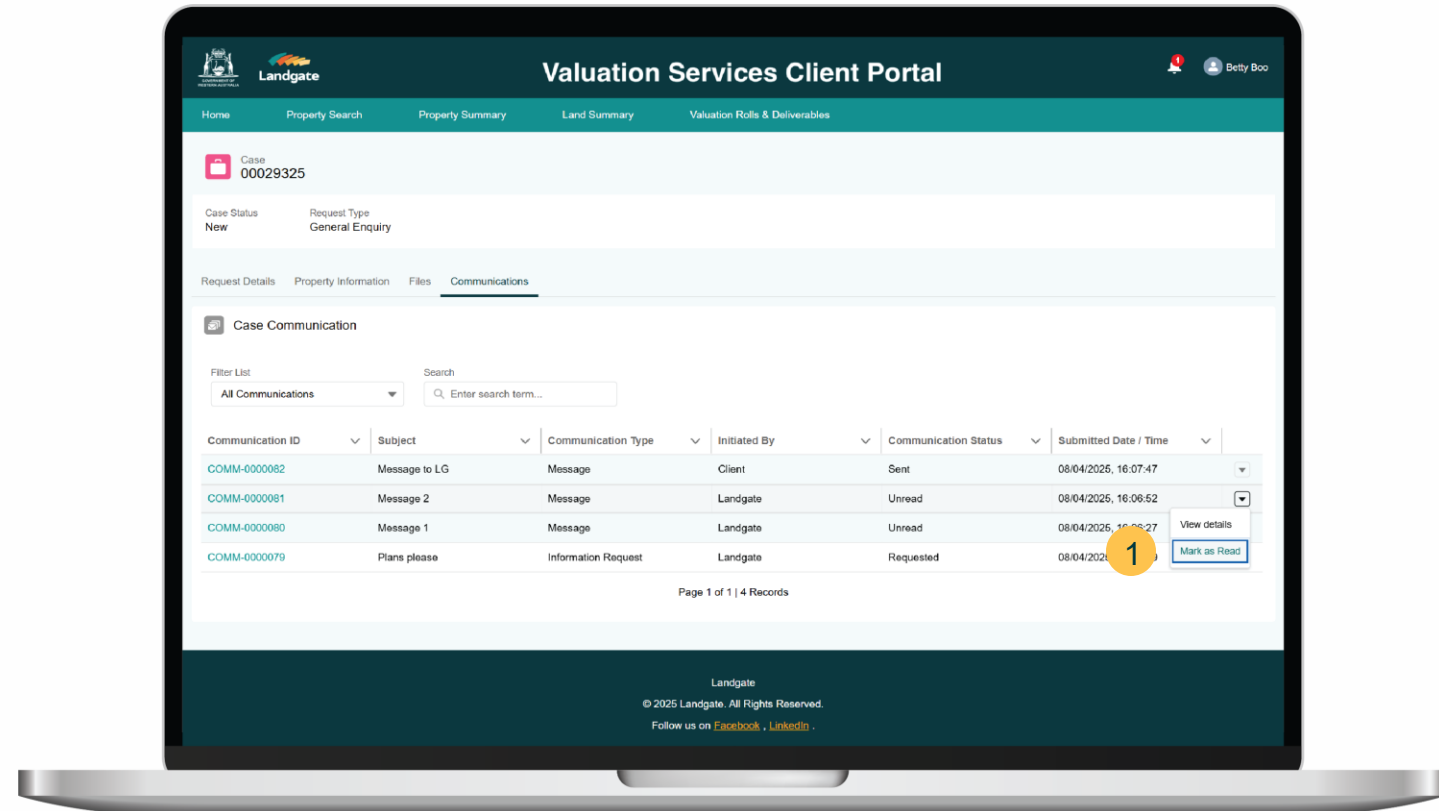 GOVERNMENT OF
WESTERN AUSTRALIA
Landgate
Valuation Services Client Portal
1
Betty Boo
Home Property Search Property Summary Land Summary Valuation Rolls & Deliverables
Case
00029325
Case Status Request Type
New General Enquiry
Request Details Property Information Files Communications
Case Communication
Filter List Search
All Communications Enter search term...
Communication ID Subject Communication Type Initiated By Communication Status Submitted Date / Time
COMM-0000082 Message to LG Message Client Sent 08/04/2025, 16:07:47
COMM-0000081 Message 2 Message Landgate Unread 08/04/2025, 16:06:52
COMM-0000080 Message 1 Message Landgate Unread 08/04/2025, View details
COMM-0000079 Plans please Information Request Landgate Requested 1 Mark as Read
Page 1 of 1 | 4 Records
Landgate
© 2025 Landgate. All Rights Reserved.
Follow us on Facebook , LinkedIn .